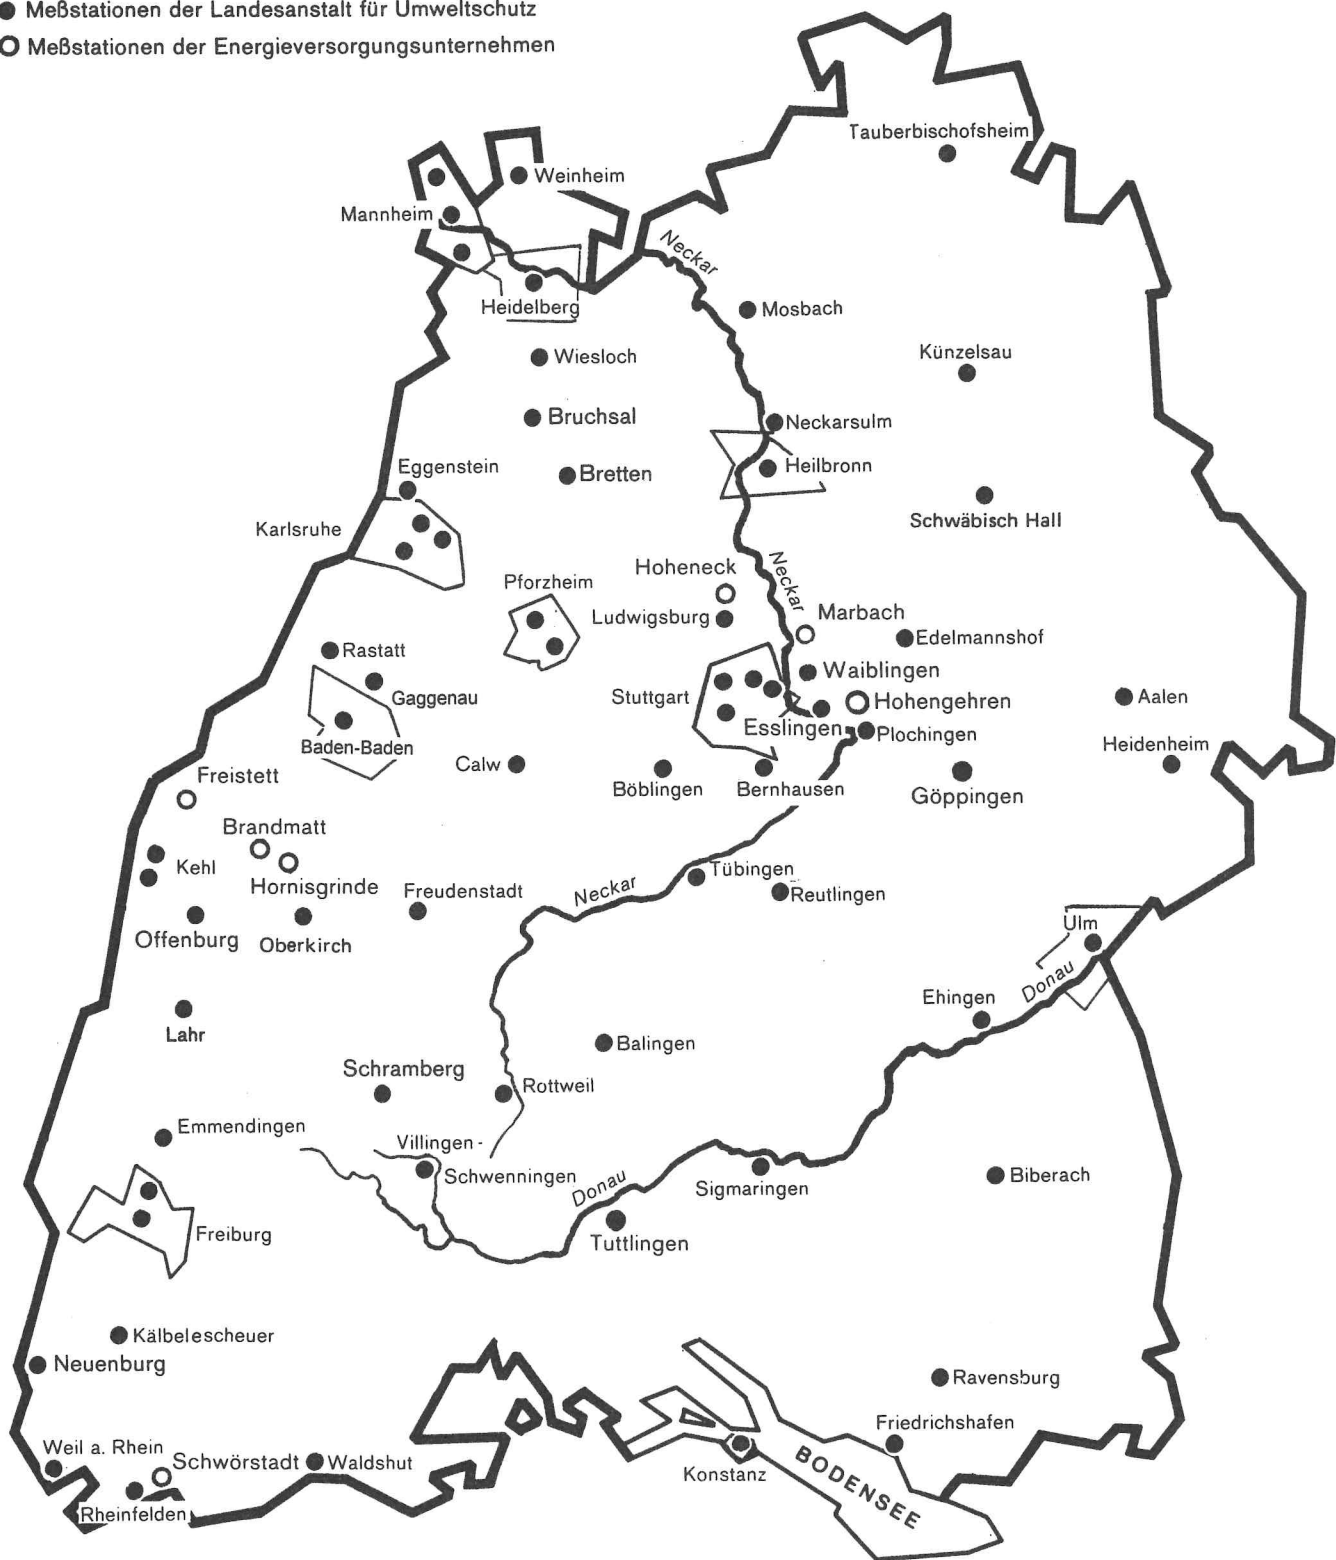 Meßstationen der Landesanstalt für Umweltschutz
Meßstationen der Energieversorgungsunternehmen
Tauberbischofsheim
Weinheim
Mannheim
Neckar
Heidelberg
Mosbach
Wiesloch
Künzelsau
Bruchsal
Neckarsulm
Eggenstein
Bretten
Heilbronn
Karlsruhe
Schwäbisch Hall
Hoheneck
Neckar
Pforzheim
Ludwigsburg
Marbach
Edelmannshof
Rastatt
Waiblingen
Gaggenau
Stuttgart
Hohengehren
Aalen
Esslingen
Plochingen
Baden-Baden
Heidenheim
Calw
Freistett
Böblingen
Bernhausen
Göppingen
Brandmatt
Kehl
Tübingen
Hornisgrinde
Freudenstadt
Neckar
Reutlingen
Offenburg
Oberkirch
Ulm
Donau
Ehingen
Lahr
Balingen
Schramberg
Rottweil
Emmendingen
Villingen -
Schwenningen
Donau
Sigmaringen
Biberach
Freiburg
Tuttlingen
Kälbelescheuer
Neuenburg
Ravensburg
Friedrichshafen
Weil a. Rhein
Schwörstadt
Waldshut
Konstanz
BODENSEE
Rheinfelden